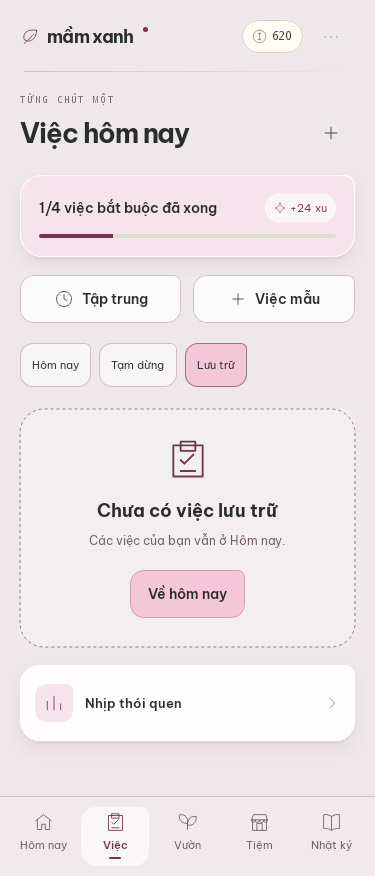 mầm xanh
620
TỪNG CHÚT MỘT
Việc hôm nay
1/4 việc bắt buộc đã xong
+24 xu
Tập trung
Việc mẫu
Hôm nay
Tạm dừng
Lưu trữ
Chưa có việc lưu trữ
Các việc của bạn vẫn ở Hôm nay.
Về hôm nay
Nhịp thói quen
Hôm nay
Việc
Vườn
Tiệm
Nhật ký